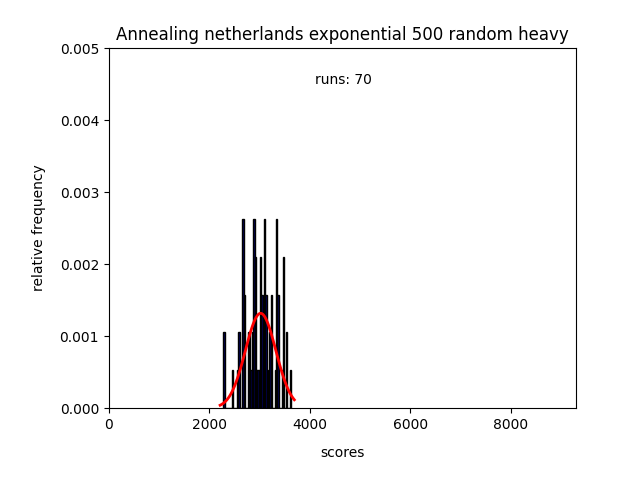 Annealing netherlands exponential 500 random heavy
runs: 70
relative frequency
0.005
0.004
0.003
0.002
0.001
0.000
0 2000 4000 6000 8000
scores